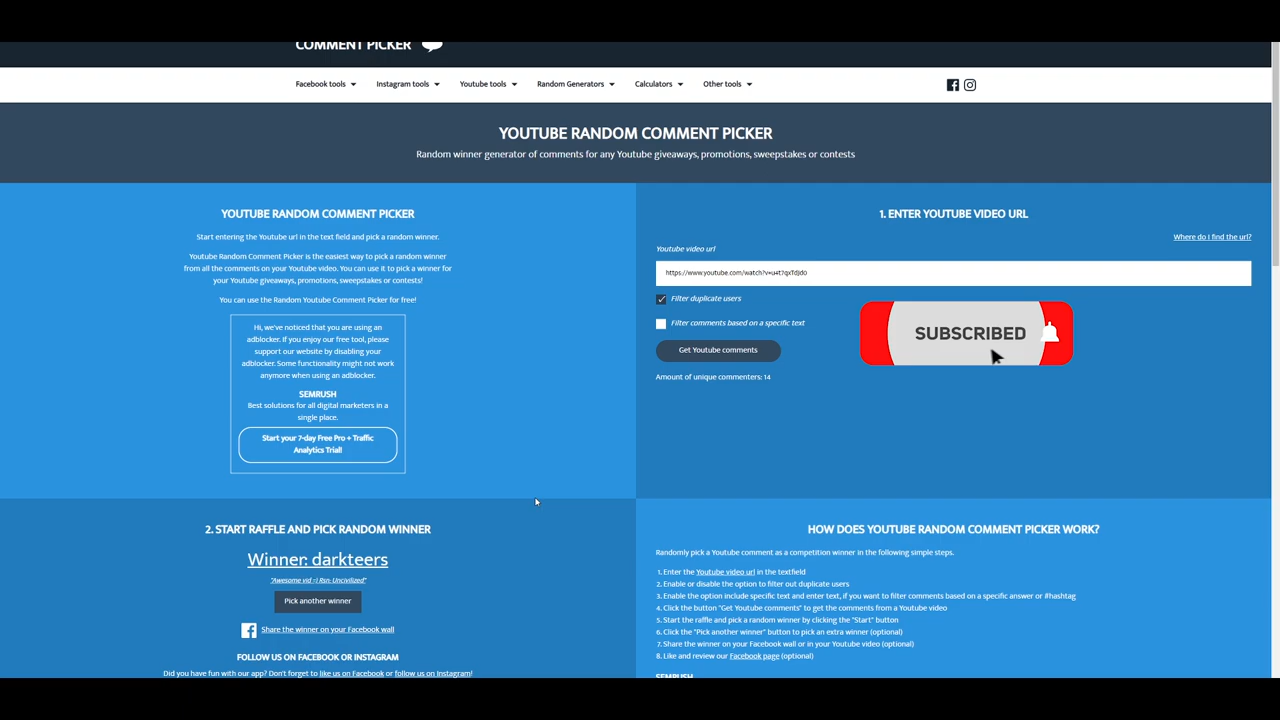 COMMENT PICKER
Facebook tools
Instagram tools
Youtube tools
Random Generators
Calculators
Other tools
YOUTUBE RANDOM COMMENT PICKER
Random winner generator of comments for any Youtube giveaways, promotions, sweepstakes or contests
YOUTUBE RANDOM COMMENT PICKER
Start entering the Youtube url in the text field and pick a random winner.
Youtube Random Comment Picker is the easiest way to pick a random winner
from all the comments on your Youtube video. You can use it to pick a winner for
your Youtube giveaways, promotions, sweepstakes or contests!
You can use the Random Youtube Comment Picker for free!
Hi, we've noticed that you are using an
adblocker. If you enjoy our free tool, please
support our website by disabling your
adblocker. Some functionality might not work
anymore when using an adblocker.
SEMRUSH
Best solutions for all digital marketers in a
single place.
Start your 7-day Free Pro + Traffic
Analytics Trial!
1. ENTER YOUTUBE VIDEO URL
Where do I find the url?
Youtube video url
Filter duplicate users
Filter comments based on a specific text
Get Youtube comments
SUBSCRIBED
Amount of unique commenters: 14
2. START RAFFLE AND PICK RANDOM WINNER
Winner: darkteers
"Awesome vid =) Rsn: Uncivilized"
Pick another winner
Share the winner on your Facebook wall
FOLLOW US ON FACEBOOK OR INSTAGRAM
Did you have fun with our app? Don't forget to like us on Facebook or follow us on Instagram!
HOW DOES YOUTUBE RANDOM COMMENT PICKER WORK?
Randomly pick a Youtube comment as a competition winner in the following simple steps.
1. Enter the Youtube video url in the textfield
2. Enable or disable the option to filter out duplicate users
3. Enable the option include specific text and enter text, if you want to filter comments based on a specific answer or #hashtag
4. Click the button "Get Youtube comments" to get the comments from a Youtube video
5. Start the raffle and pick a random winner by clicking the "Start" button
6. Click the "Pick another winner" button to pick an extra winner (optional)
7. Share the winner on your Facebook wall or in your Youtube video (optional)
8. Like and review our Facebook page (optional)
SEMRUSH